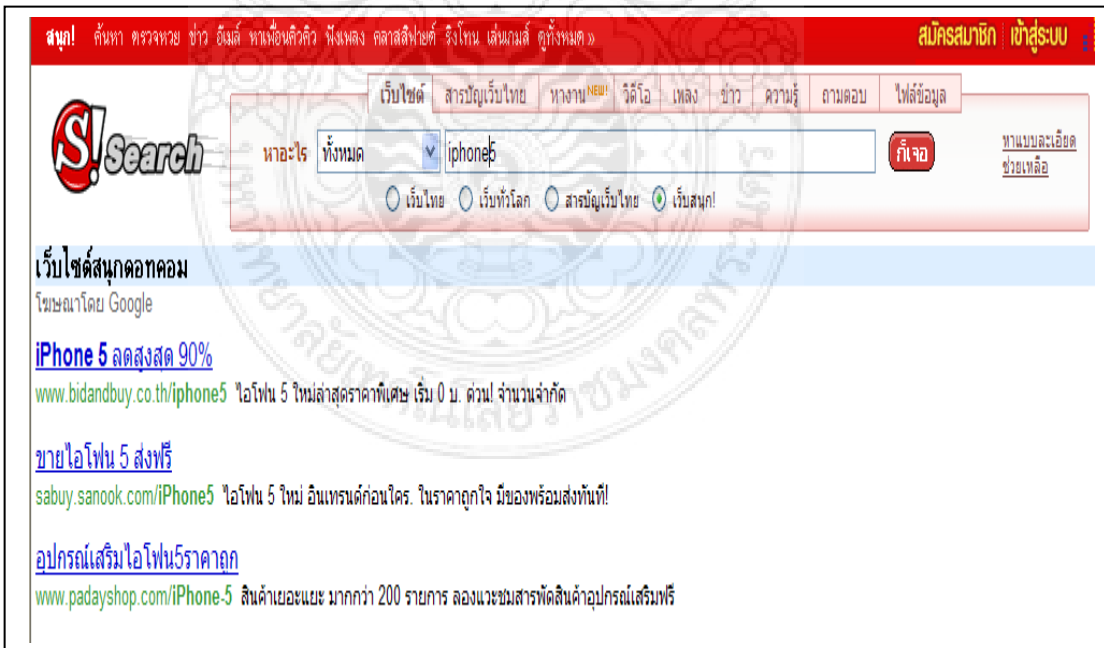 สนุก! ค้นหา ตรวจหวย ข่าว อีเมล์ หาเพื่อนคิวคิว ฟังเพลง คลาสสิฟายด์ ริงโทน เล่นเกมส์ ดูทั้งหมด » สมัครสมาชิก เข้าสู่ระบบ
เว็บไซต์ สารบัญเว็บไทย หางาน NEW! วิดีโอ เพลง ข่าว ความรู้ ถามตอบ ไฟล์ข้อมูล
S! Search หาอะไร ทั้งหมด iphone5 ก็เจอ หาแบบละเอียด
ช่วยเหลือ
เว็บไทย เว็บทั่วโลก สารบัญเว็บไทย เว็บสนุก!
เว็บไซต์สนุกดอทคอม
โฆษณาโดย Google
iPhone 5 ลดสูงสุด 90%
www.bidandbuy.co.th/iphone5 ไอโฟน 5 ใหม่ล่าสุดราคาพิเศษ เริ่ม 0 บ. ด่วน! จำนวนจำกัด
ขายไอโฟน 5 ส่งฟรี
sabuy.sanook.com/iPhone5 ไอโฟน 5 ใหม่ อินเทรนด์ก่อนใคร. ในราคาถูกใจ มีของพร้อมส่งทันที!
อุปกรณ์เสริมไอโฟน5ราคาถูก
www.padayshop.com/iPhone-5 สินค้าเยอะแยะ มากกว่า 200 รายการ ลองแวะชมสารพัดสินค้าอุปกรณ์เสริมฟรี